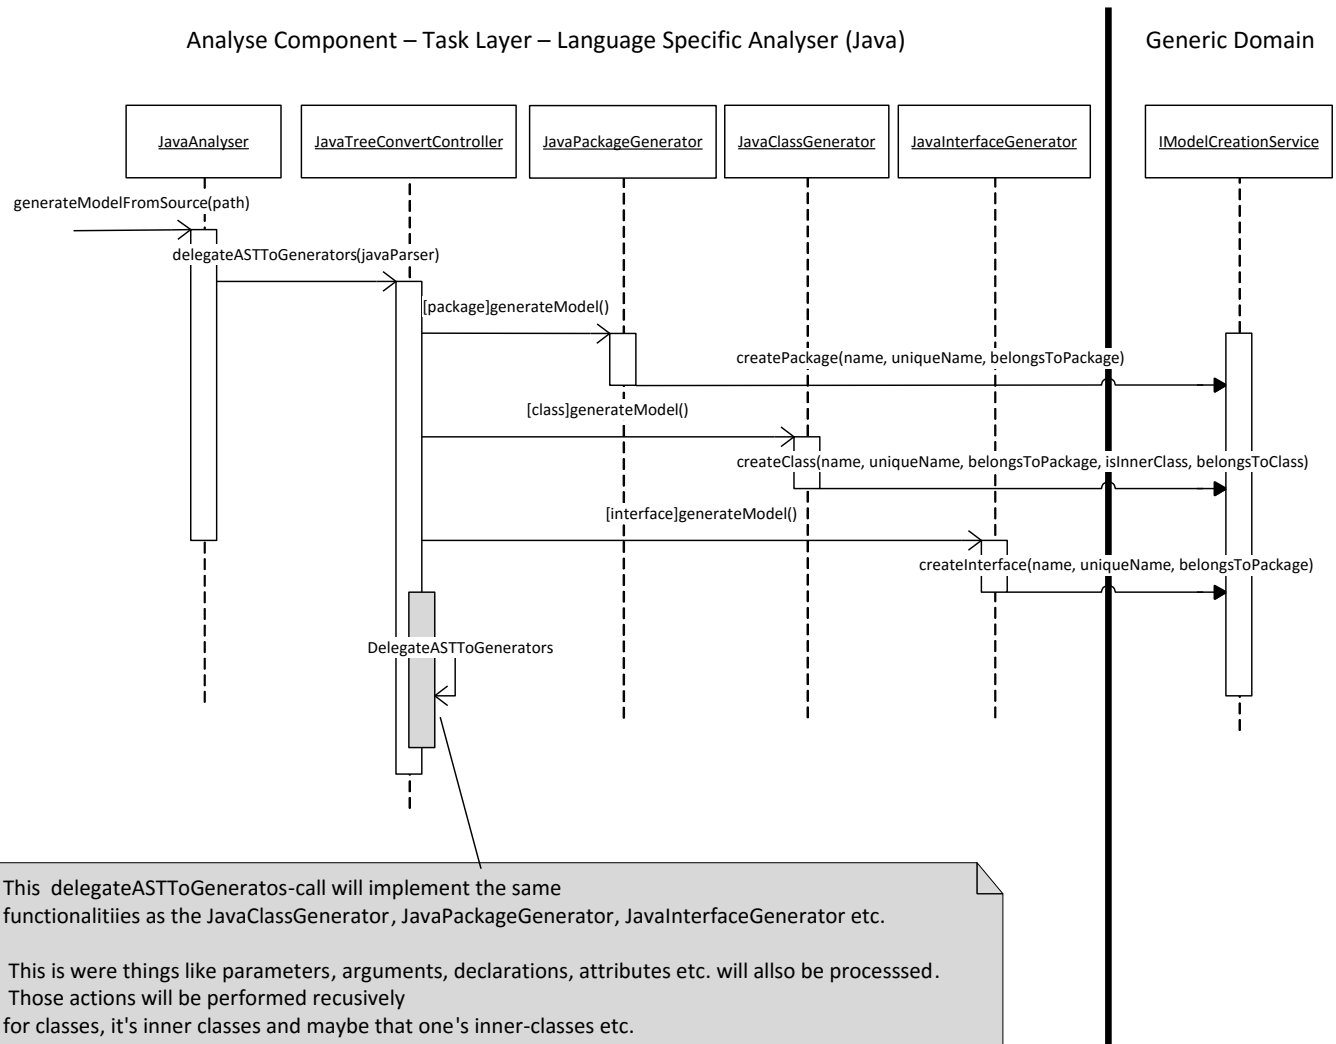 Analyse Component – Task Layer – Language Specific Analyser (Java)
Generic Domain
JavaAnalyser
JavaTreeConvertController
JavaPackageGenerator
JavaClassGenerator
JavaInterfaceGenerator
IModelCreationService
generateModelFromSource(path)
delegateASTToGenerators(javaParser)
[package]generateModel()
createPackage(name, uniqueName, belongsToPackage)
[class]generateModel()
createClass(name, uniqueName, belongsToPackage, isInnerClass, belongsToClass)
[interface]generateModel()
createInterface(name, uniqueName, belongsToPackage)
DelegateASTToGenerators
This  delegateASTToGeneratos-call will implement the same
functionalitiies as the JavaClassGenerator, JavaPackageGenerator, JavaInterfaceGenerator etc.
This is were things like parameters, arguments, declarations, attributes etc. will allso be processsed.
Those actions will be performed recusively
for classes, it's inner classes and maybe that one's inner-classes etc.